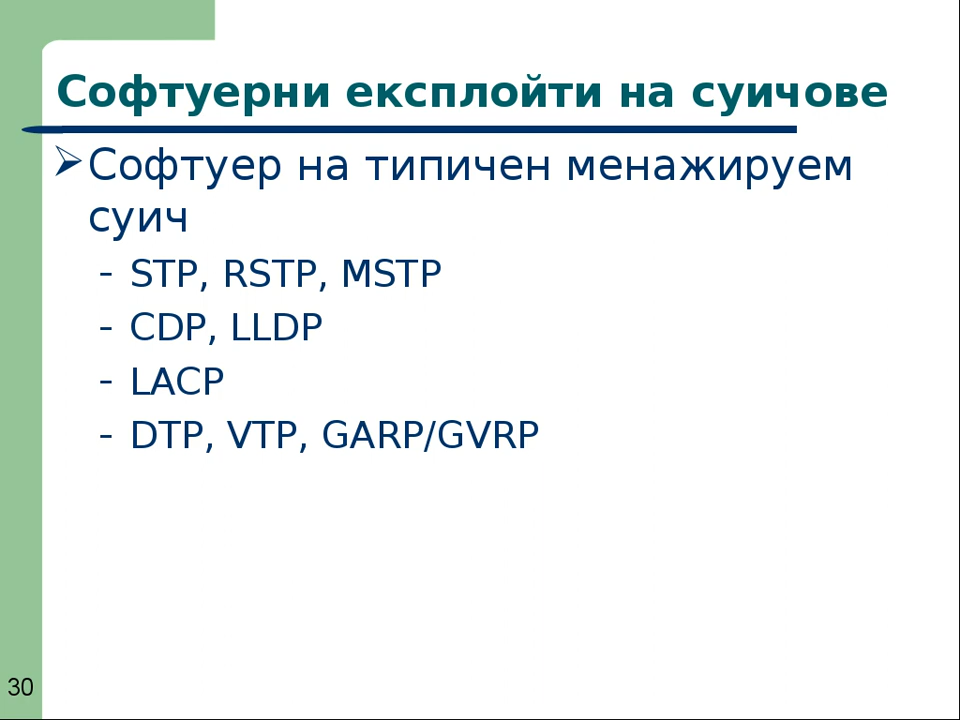 Софтуерни експлойти на суичове
Софтуер на типичен менажируем
суич
– STP, RSTP, MSTP
– CDP, LLDP
– LACP
– DTP, VTP, GARP/GVRP
30